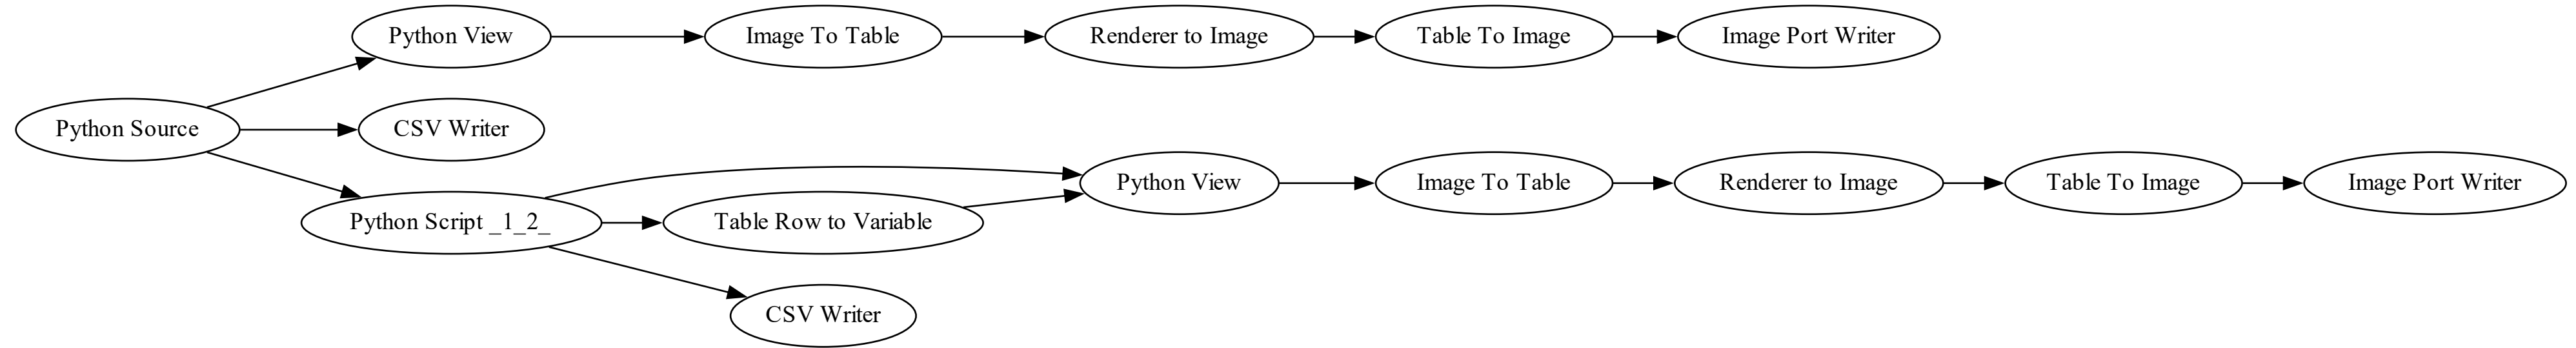 Python View
Image To Table
Renderer to Image
Table To Image
Image Port Writer
Python Source
CSV Writer
Python View
Image To Table
Renderer to Image
Table To Image
Image Port Writer
Python Script _1_2_
Table Row to Variable
CSV Writer